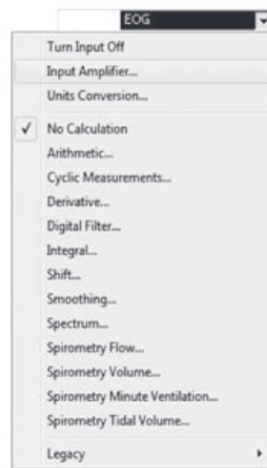 EOG
Turn Input Off
Input Amplifier...
Units Conversion...
No Calculation
Arithmetic...
Cyclic Measurements...
Derivative...
Digital Filter...
Integral...
Shift...
Smoothing...
Spectrum...
Spirometry Flow...
Spirometry Volume...
Spirometry Minute Ventilation...
Spirometry Tidal Volume...
Legacy